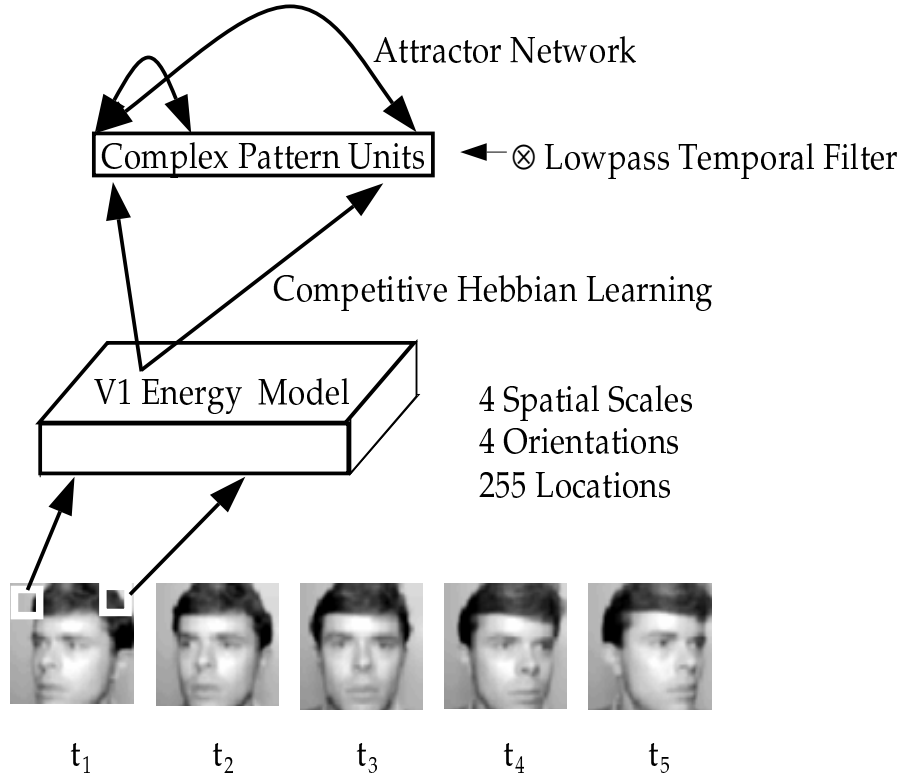 Attractor Network
Complex Pattern Units
⊗ Lowpass Temporal Filter
Competitive Hebbian Learning
V1 Energy Model
4 Spatial Scales
4 Orientations
255 Locations
t1 t2 t3 t4 t5